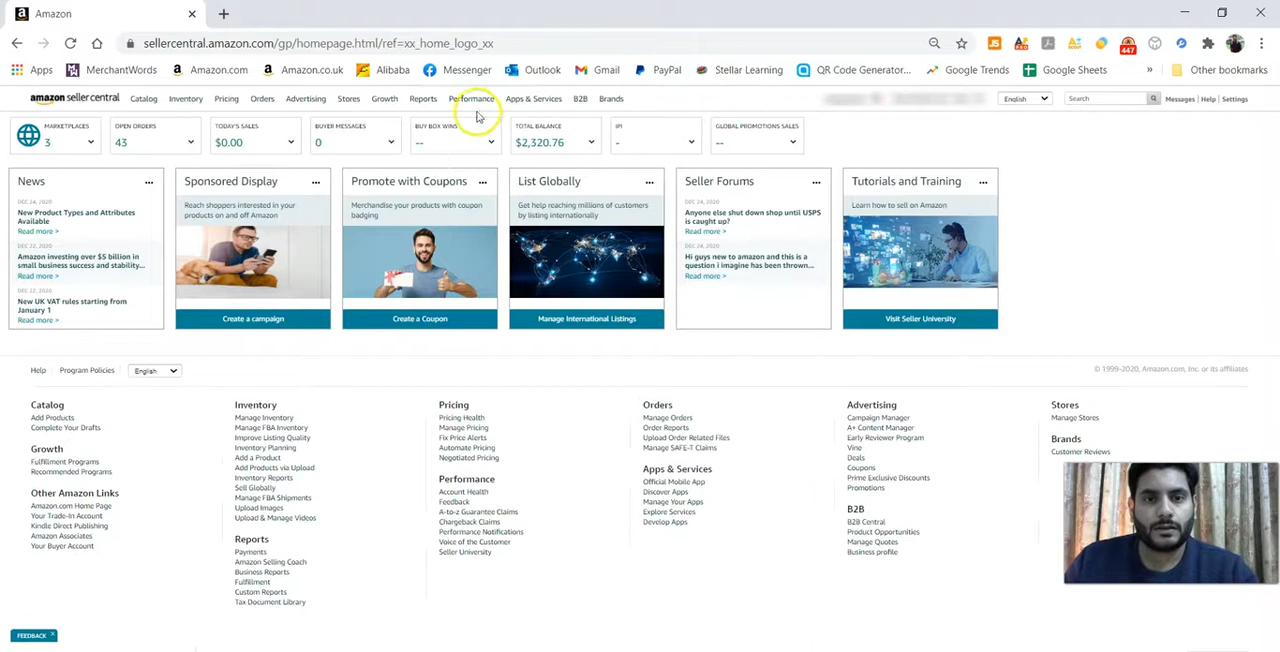 Amazon
sellercentral.amazon.com/gp/homepage.html/ref=xx_home_logo_xx
447
Apps MerchantWords Amazon.com Amazon.co.uk Alibaba Messenger Outlook Gmail PayPal Stellar Learning QR Code Generator... Google Trends Google Sheets » Other bookmarks
amazon seller central Catalog Inventory Pricing Orders Advertising Stores Growth Reports Performance Apps & Services B2B Brands English Search Messages | Help | Settings
MARKETPLACES OPEN ORDERS TODAY'S SALES BUYER MESSAGES BUY BOX WINS TOTAL BALANCE IPI GLOBAL PROMOTIONS SALES
3 43 $0.00 0 -- $2,320.76 - --
News
DEC 24, 2020
New Product Types and Attributes
Available
Read more >
DEC 22, 2020
Amazon investing over $5 billion in
small business success and stability...
Read more >
DEC 22, 2020
New UK VAT rules starting from
January 1
Read more >
Sponsored Display
Reach shoppers interested in your
products on and off Amazon
Create a campaign
Promote with Coupons
Merchandise your products with coupon
badging
Create a Coupon
List Globally
Get help reaching millions of customers
by listing internationally
Manage International Listings
Seller Forums
DEC 24, 2020
Anyone else shut down shop until USPS
is caught up?
Read more >
DEC 24, 2020
Hi guys new to amazon and this is a
question i imagine has been thrown...
Read more >
Tutorials and Training
Learn how to sell on Amazon
Visit Seller University
Help | Program Policies English
© 1999-2020, Amazon.com, Inc. or its affiliates
Catalog
Add Products
Complete Your Drafts
Growth
Fulfillment Programs
Recommended Programs
Other Amazon Links
Amazon.com Home Page
Your Trade-In Account
Kindle Direct Publishing
Amazon Associates
Your Buyer Account
Inventory
Manage Inventory
Manage FBA Inventory
Improve Listing Quality
Inventory Planning
Add a Product
Add Products via Upload
Inventory Reports
Sell Globally
Manage FBA Shipments
Upload Images
Upload & Manage Videos
Reports
Payments
Amazon Selling Coach
Business Reports
Fulfillment
Custom Reports
Tax Document Library
Pricing
Pricing Health
Manage Pricing
Fix Price Alerts
Automate Pricing
Negotiated Pricing
Performance
Account Health
Feedback
A-to-z Guarantee Claims
Chargeback Claims
Performance Notifications
Voice of the Customer
Seller University
Orders
Manage Orders
Order Reports
Upload Order Related Files
Manage SAFE-T Claims
Apps & Services
Official Mobile App
Discover Apps
Manage Your Apps
Explore Services
Develop Apps
Advertising
Campaign Manager
A+ Content Manager
Early Reviewer Program
Vine
Deals
Coupons
Prime Exclusive Discounts
Promotions
B2B
B2B Central
Product Opportunities
Manage Quotes
Business profile
Stores
Manage Stores
Brands
Customer Reviews
FEEDBACK